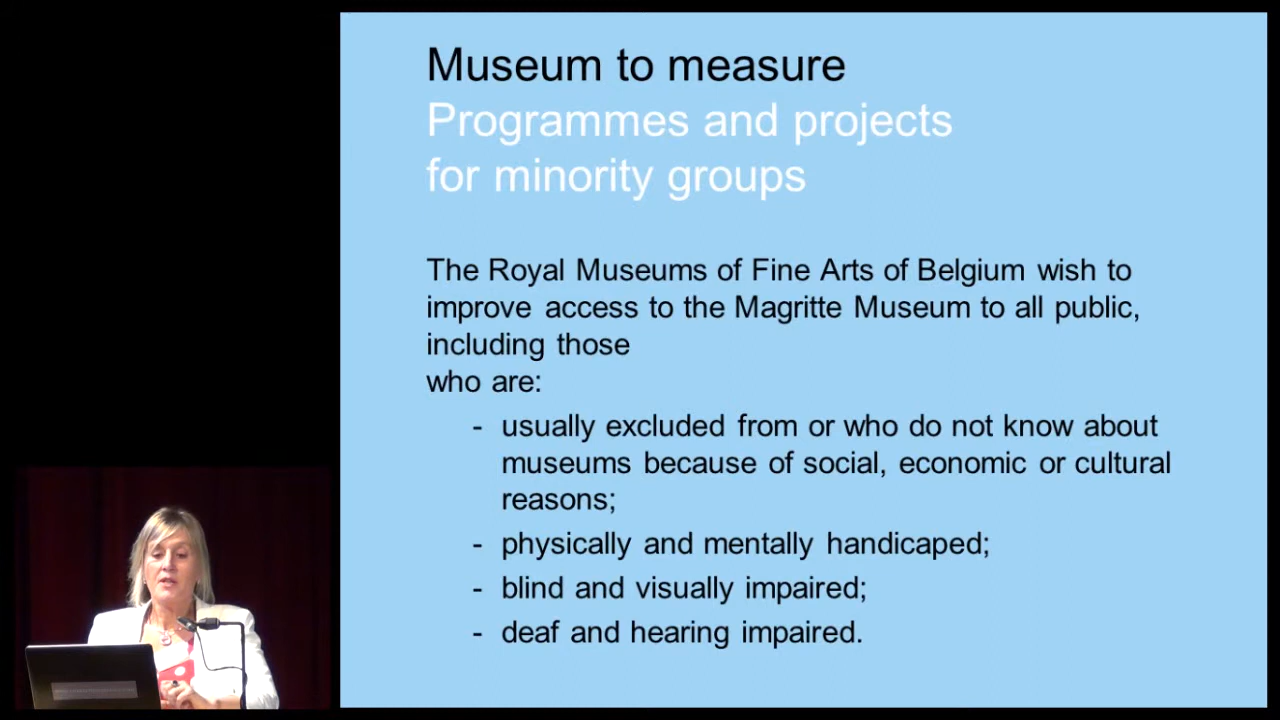 Museum to measure
Programmes and projects
for minority groups
The Royal Museums of Fine Arts of Belgium wish to
improve access to the Magritte Museum to all public,
including those
who are:
- usually excluded from or who do not know about
museums because of social, economic or cultural
reasons;
- physically and mentally handicaped;
- blind and visually impaired;
- deaf and hearing impaired.